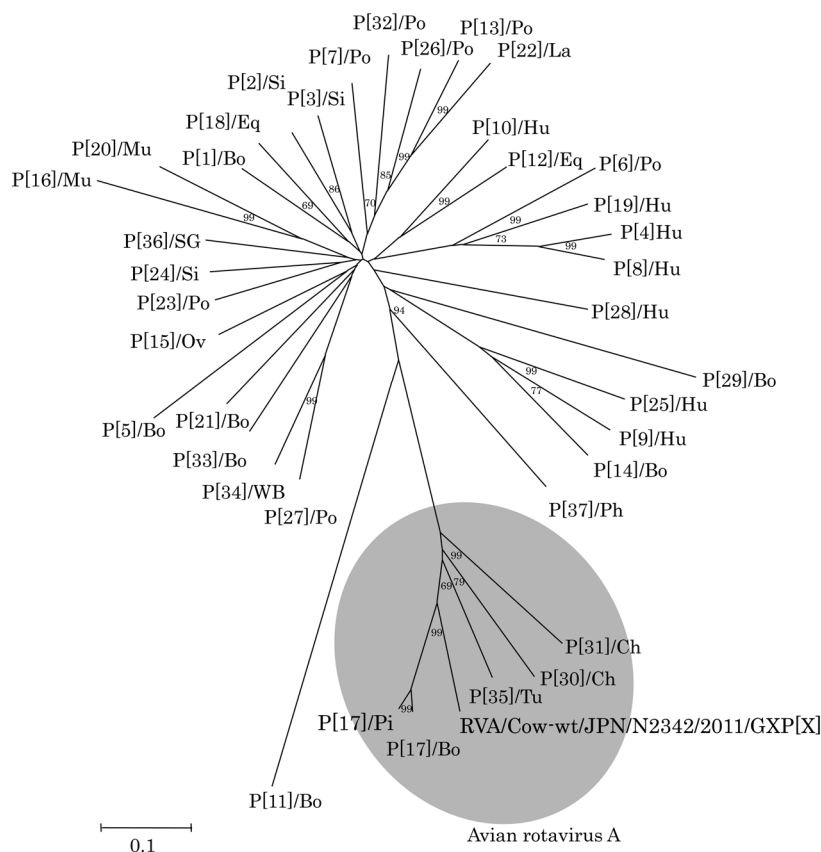 P[32]/Po
P[13]/Po
P[26]/Po
P[22]/La
P[7]/Po
P[2]/Si
P[3]/Si
99
P[18]/Eq
P[10]/Hu
P[20]/Mu
P[1]/Bo
99
P[12]/Eq
P[6]/Po
P[16]/Mu
85
86
70
69
99
P[19]/Hu
99
99
P[4]Hu
P[36]/SG
73
99
P[24]/Si
P[8]/Hu
P[23]/Po
94
P[28]/Hu
P[15]/Ov
99
P[29]/Bo
77
99
P[25]/Hu
P[5]/Bo
P[21]/Bo
P[9]/Hu
P[33]/Bo
P[14]/Bo
P[34]/WB
P[27]/Po
P[37]/Ph
99
79
69
99
P[31]/Ch
P[30]/Ch
P[35]/Tu
99
P[17]/Pi
RVA/Cow-wt/JPN/N2342/2011/GXP[X]
P[17]/Bo
P[11]/Bo
0.1
Avian rotavirus A